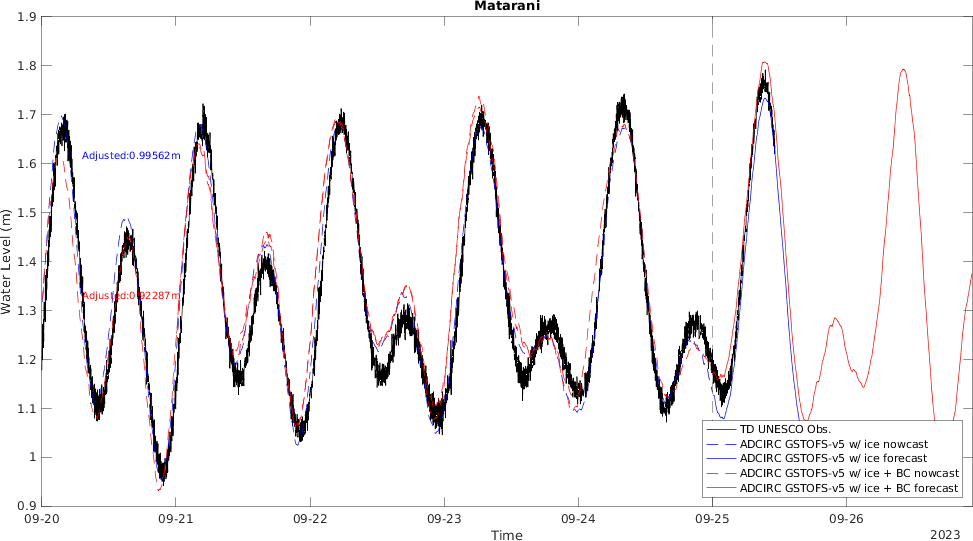 Matarani
1.9
1.8
1.7
1.6
1.5
1.4
1.3
1.2
1.1
1
0.9
Water Level (m)
Adjusted:0.99562m
Adjusted:0.92287m
TD UNESCO Obs.
ADCIRC GSTOFS-v5 w/ ice nowcast
ADCIRC GSTOFS-v5 w/ ice forecast
ADCIRC GSTOFS-v5 w/ ice + BC nowcast
ADCIRC GSTOFS-v5 w/ ice + BC forecast
09-20 09-21 09-22 09-23 09-24 09-25 09-26
Time
2023